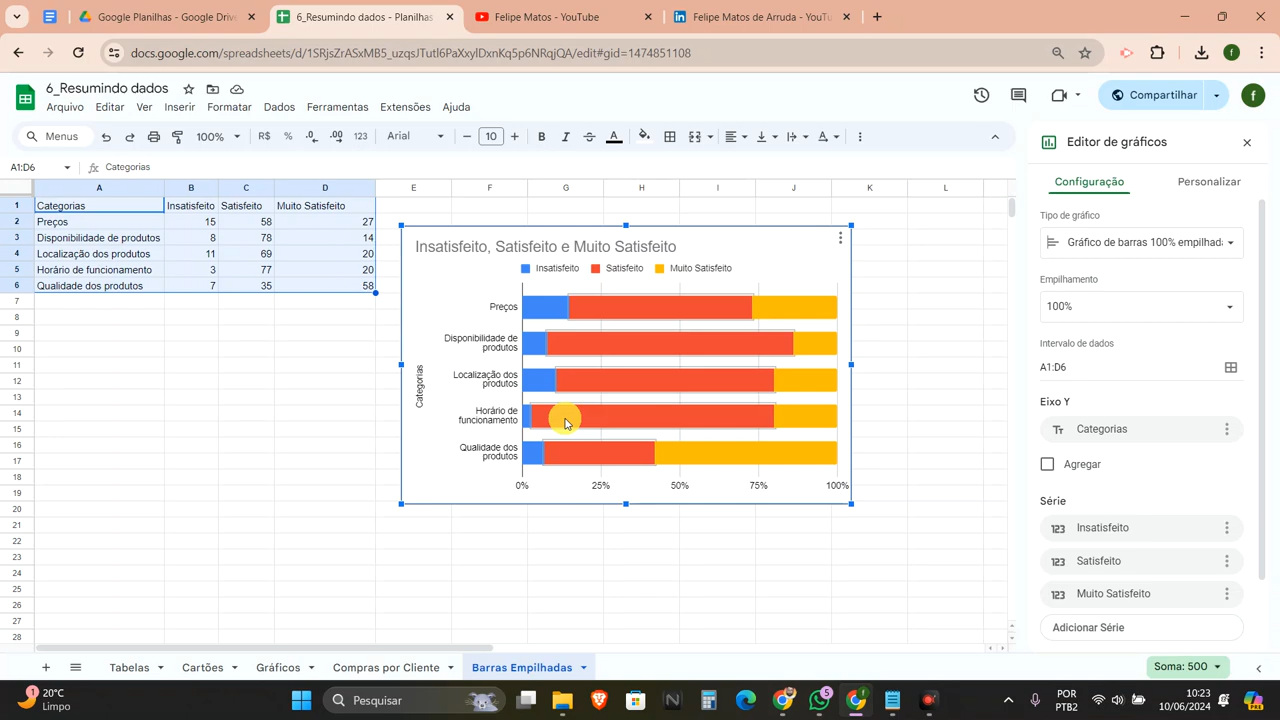 Google Planilhas - Google Drive
6_Resumindo dados - Planilhas
Felipe Matos - YouTube
Felipe Matos de Arruda - YouTu
docs.google.com/spreadsheets/d/1SRjsZrASxMB5_uzqsJTutI6PaXxylDxnKq5p6NRqjQA/edit#gid=1474851108
f
6_Resumindo dados
Arquivo Editar Ver Inserir Formatar Dados Ferramentas Extensões Ajuda
Compartilhar
f
Menus 100% R$ % .0 .00 123 Arial 10 B I A
A1:D6 fx Categorias
A B C D E F G H I J K L
1 Categorias Insatisfeito Satisfeito Muito Satisfeito
2 Preços 15 58 27
3 Disponibilidade de produtos 8 78 14
4 Localização dos produtos 11 69 20
5 Horário de funcionamento 3 77 20
6 Qualidade dos produtos 7 35 58
7
8
9
10
11
12
13
14
15
16
17
18
19
20
21
22
23
24
25
26
27
28
Insatisfeito, Satisfeito e Muito Satisfeito
Insatisfeito Satisfeito Muito Satisfeito
Categorias
Preços
Disponibilidade de
produtos
Localização dos
produtos
Horário de
funcionamento
Qualidade dos
produtos
0% 25% 50% 75% 100%
Editor de gráficos
Configuração Personalizar
Tipo de gráfico
Gráfico de barras 100% empilhad
Empilhamento
100%
Intervalo de dados
A1:D6
Eixo Y
Tт Categorias
Agregar
Série
123 Insatisfeito
123 Satisfeito
123 Muito Satisfeito
Adicionar Série
Tabelas Cartões Gráficos Compras por Cliente Barras Empilhadas
Soma: 500
1
20°C
Limpo
Pesquisar
N
5
f
POR
PTB2
10:23
10/06/2024